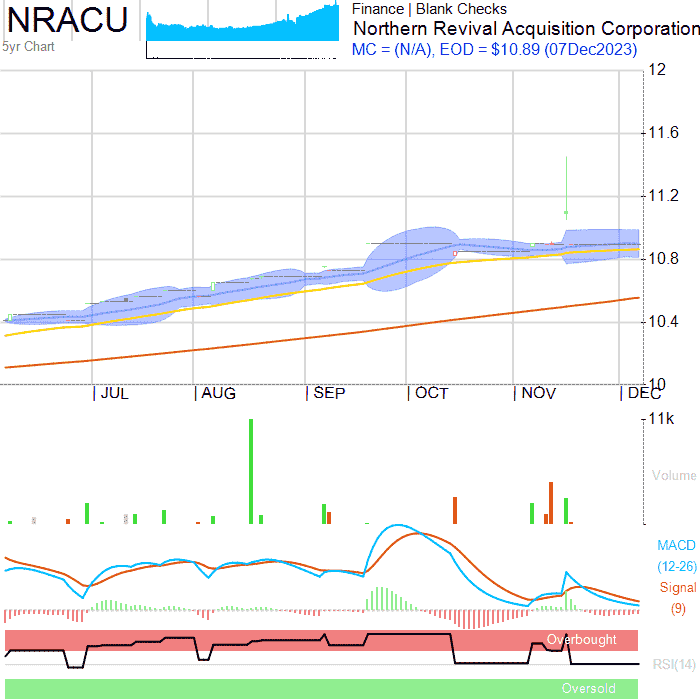 NRACU
5yr Chart
Finance | Blank Checks
Northern Revival Acquisition Corporation
MC = (N/A), EOD = $10.89 (07Dec2023)
12
11.6
11.2
10.8
10.4
10
JUL AUG SEP OCT NOV DEC
11k
Volume
MACD
(12-26)
Signal
(9)
Overbought
RSI(14)
Oversold